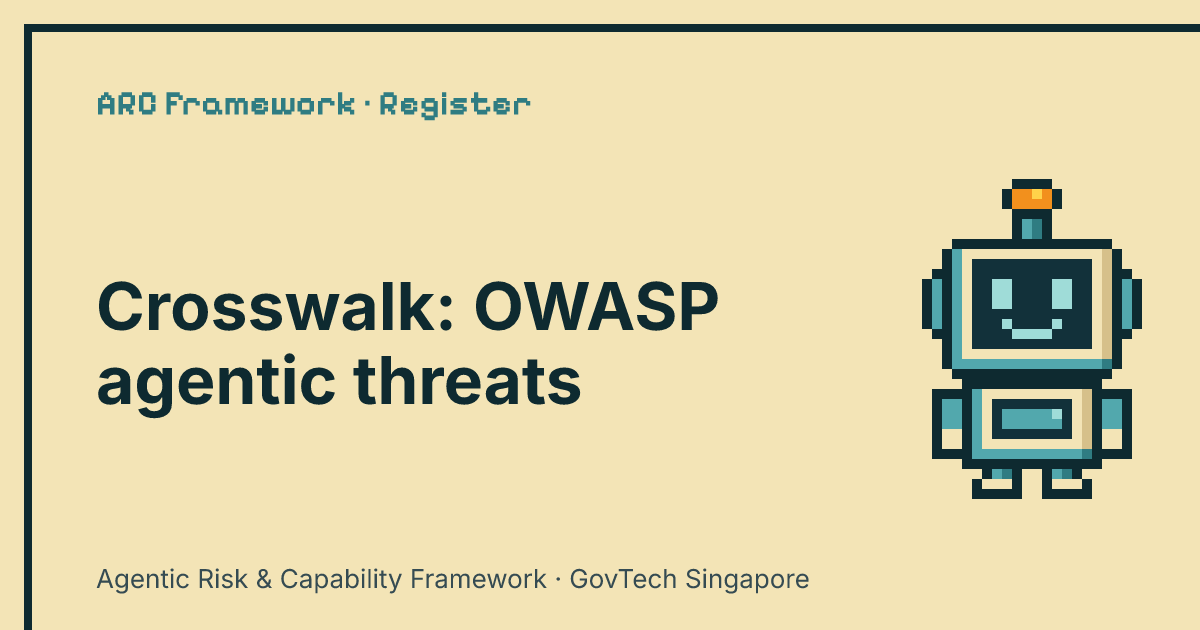 ARC Framework · Register
Crosswalk: OWASP
agentic threats
Agentic Risk & Capability Framework · GovTech Singapore